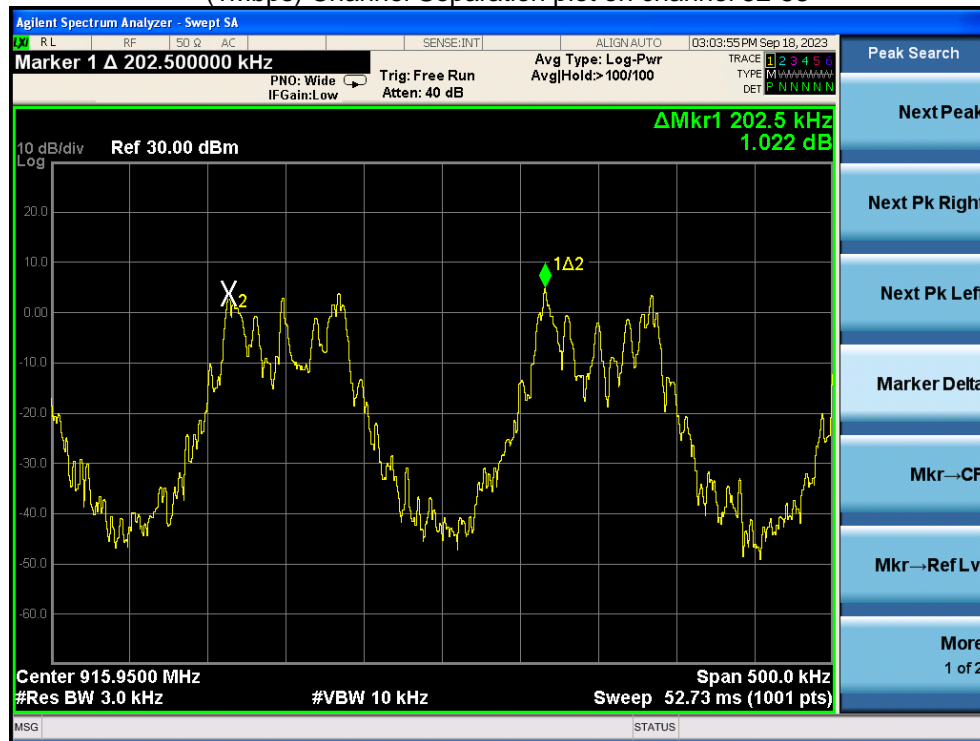 Agilent Spectrum Analyzer - Swept SA
LXI RL RF 50 Ω AC SENSE:INT ALIGN AUTO 03:03:55 PM Sep 18, 2023
Marker 1 Δ 202.500000 kHz
PNO: Wide
IFGain:Low
Trig: Free Run
Atten: 40 dB
Avg Type: Log-Pwr
Avg|Hold:>100/100
TRACE 1 2 3 4 5 6
TYPE M WWWWW
DET P N N N N N
ΔMkr1 202.5 kHz
1.022 dB
10 dB/div Ref 30.00 dBm
Log
20.0
10.0
0.00
-10.0
-20.0
-30.0
-40.0
-50.0
-60.0
X2
1Δ2
Center 915.9500 MHz Span 500.0 kHz
#Res BW 3.0 kHz #VBW 10 kHz Sweep 52.73 ms (1001 pts)
MSG STATUS
Peak Search
Next Peak
Next Pk Right
Next Pk Left
Marker Delta
Mkr→CF
Mkr→Ref Lv
More
1 of 2